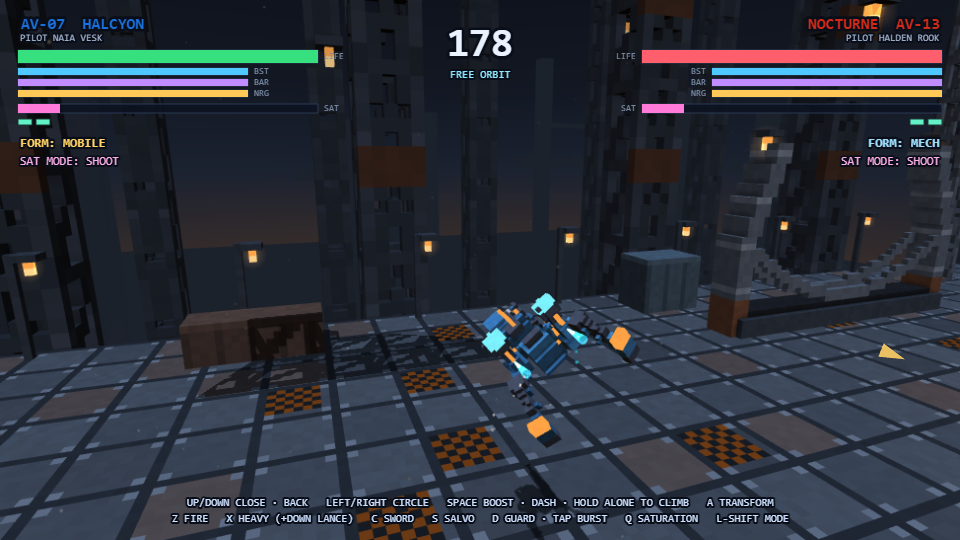 AV-07 HALCYON
PILOT NAIA VESK
LIFE
BST
BAR
NRG
SAT
FORM: MOBILE
SAT MODE: SHOOT
178
FREE ORBIT
NOCTURNE AV-13
PILOT HALDEN ROOK
LIFE
BST
BAR
NRG
SAT
FORM: MECH
SAT MODE: SHOOT
UP/DOWN CLOSE · BACK LEFT/RIGHT CIRCLE SPACE BOOST · DASH · HOLD ALONE TO CLIMB A TRANSFORM
Z FIRE X HEAVY (+DOWN LANCE) C SWORD S SALVO D GUARD · TAP BURST Q SATURATION L-SHIFT MODE